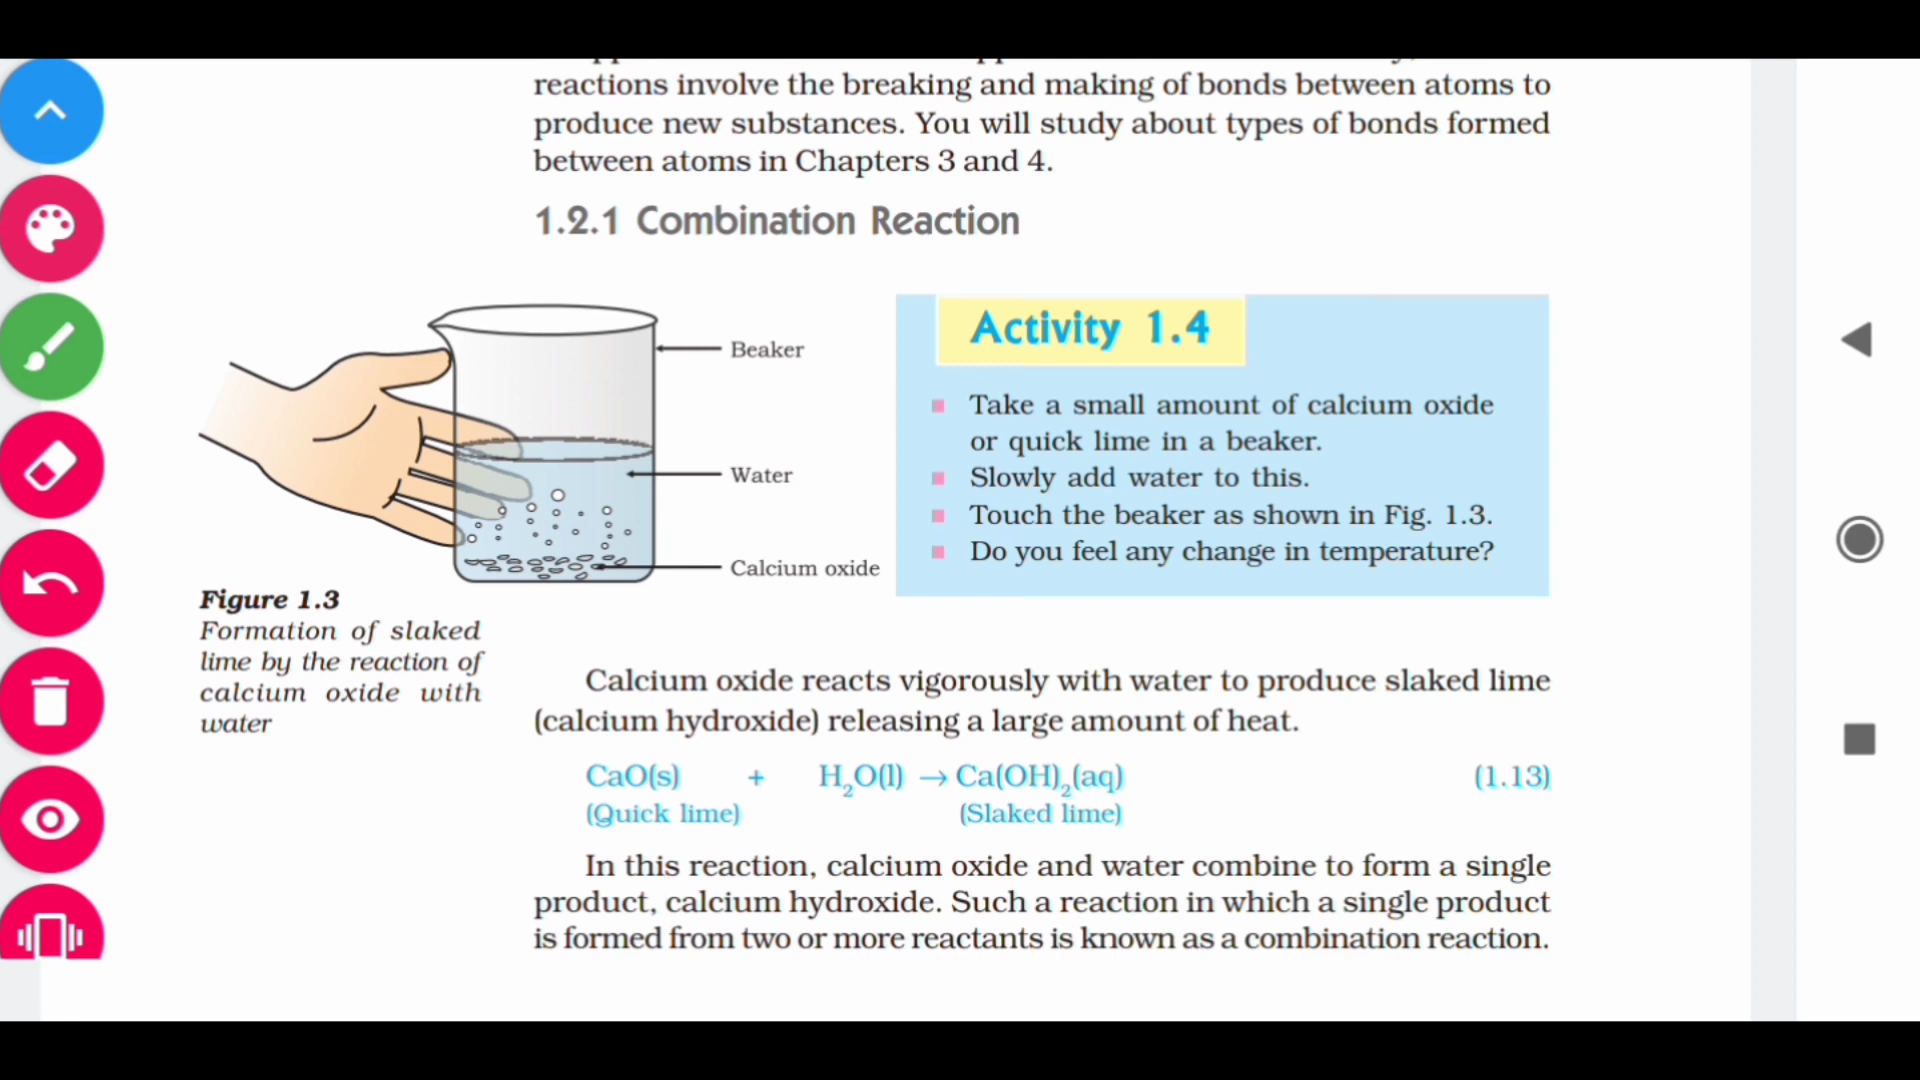 reactions involve the breaking and making of bonds between atoms to
produce new substances. You will study about types of bonds formed
between atoms in Chapters 3 and 4.
1.2.1 Combination Reaction
Beaker
Water
Calcium oxide
Figure 1.3
Formation of slaked
lime by the reaction of
calcium oxide with
water
Activity 1.4
Take a small amount of calcium oxide
or quick lime in a beaker.
Slowly add water to this.
Touch the beaker as shown in Fig. 1.3.
Do you feel any change in temperature?
Calcium oxide reacts vigorously with water to produce slaked lime
(calcium hydroxide) releasing a large amount of heat.
CaO(s) + H₂O(l) → Ca(OH)₂(aq) (1.13)
(Quick lime) (Slaked lime)
In this reaction, calcium oxide and water combine to form a single
product, calcium hydroxide. Such a reaction in which a single product
is formed from two or more reactants is known as a combination reaction.